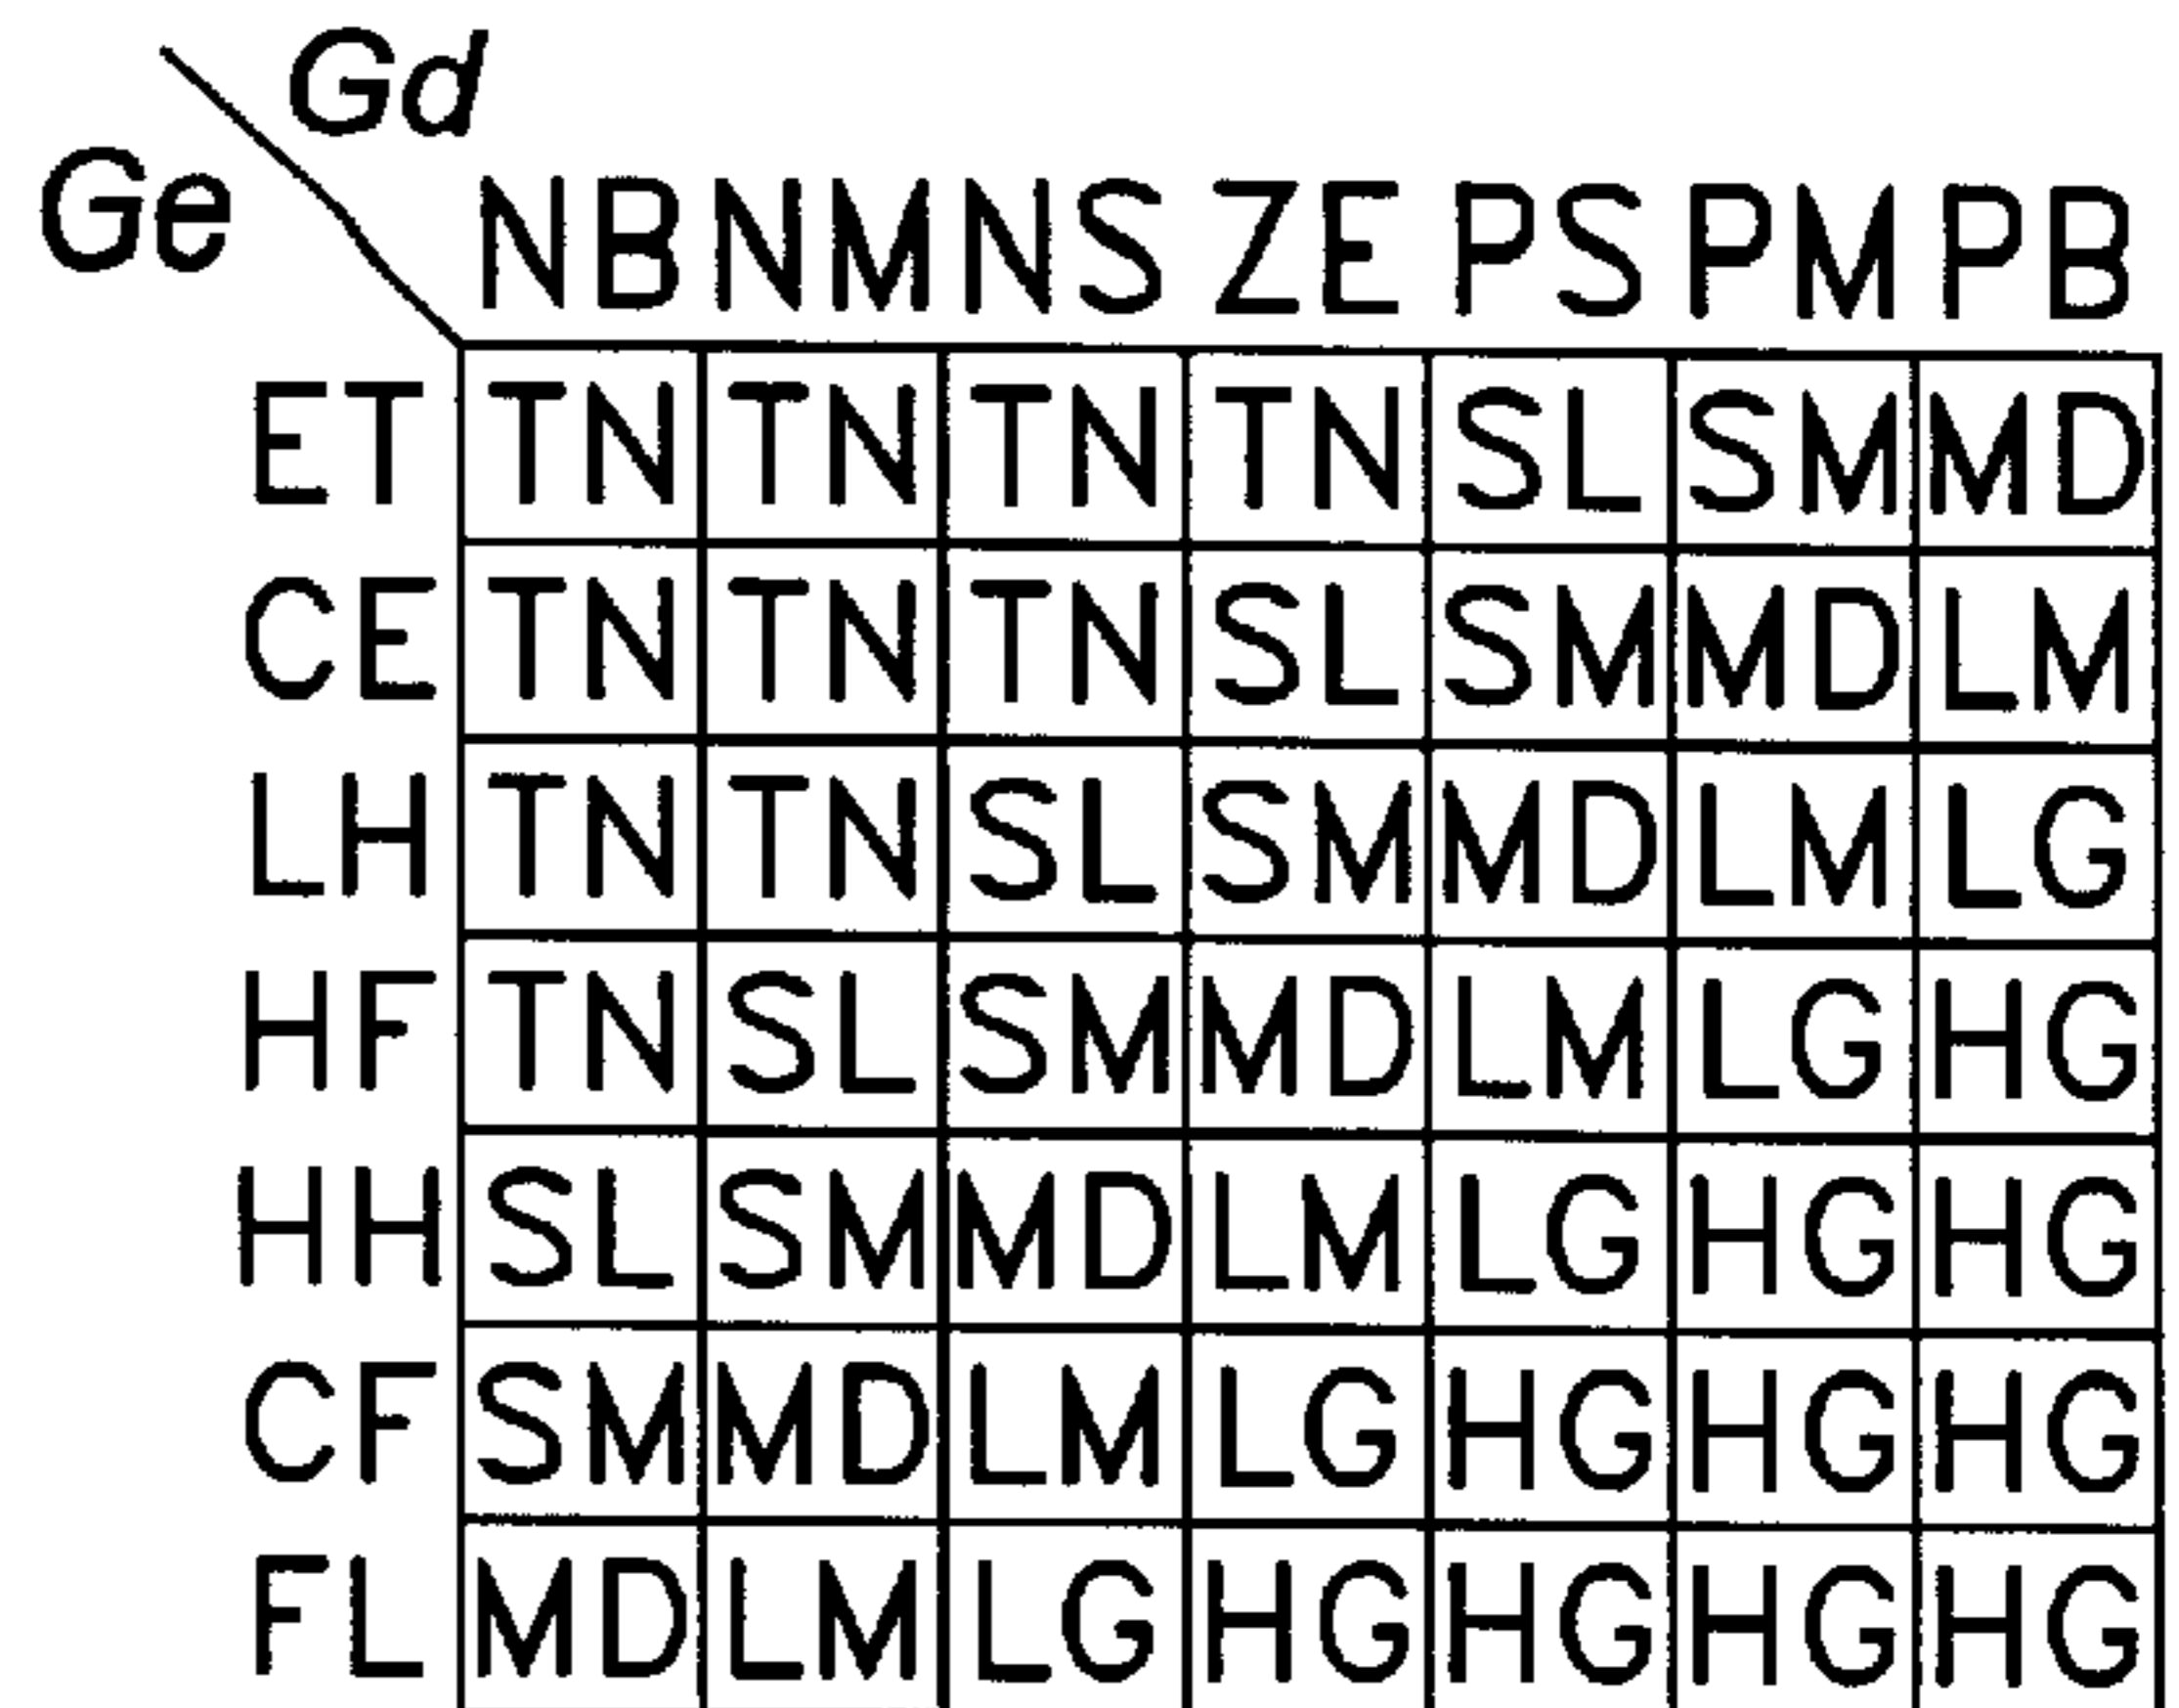 Gd
Ge
NB NM NS ZE PS PM PB
ET TN TN TN TN SL SM MD
CE TN TN TN SL SM MD LM
LH TN TN SL SM MD LM LG
HF TN SL SM MD LM LG HG
HH SL SM MD LM LG HG HG
CF SM MD LM LG HG HG HG
FL MD LM LG HG HG HG HG